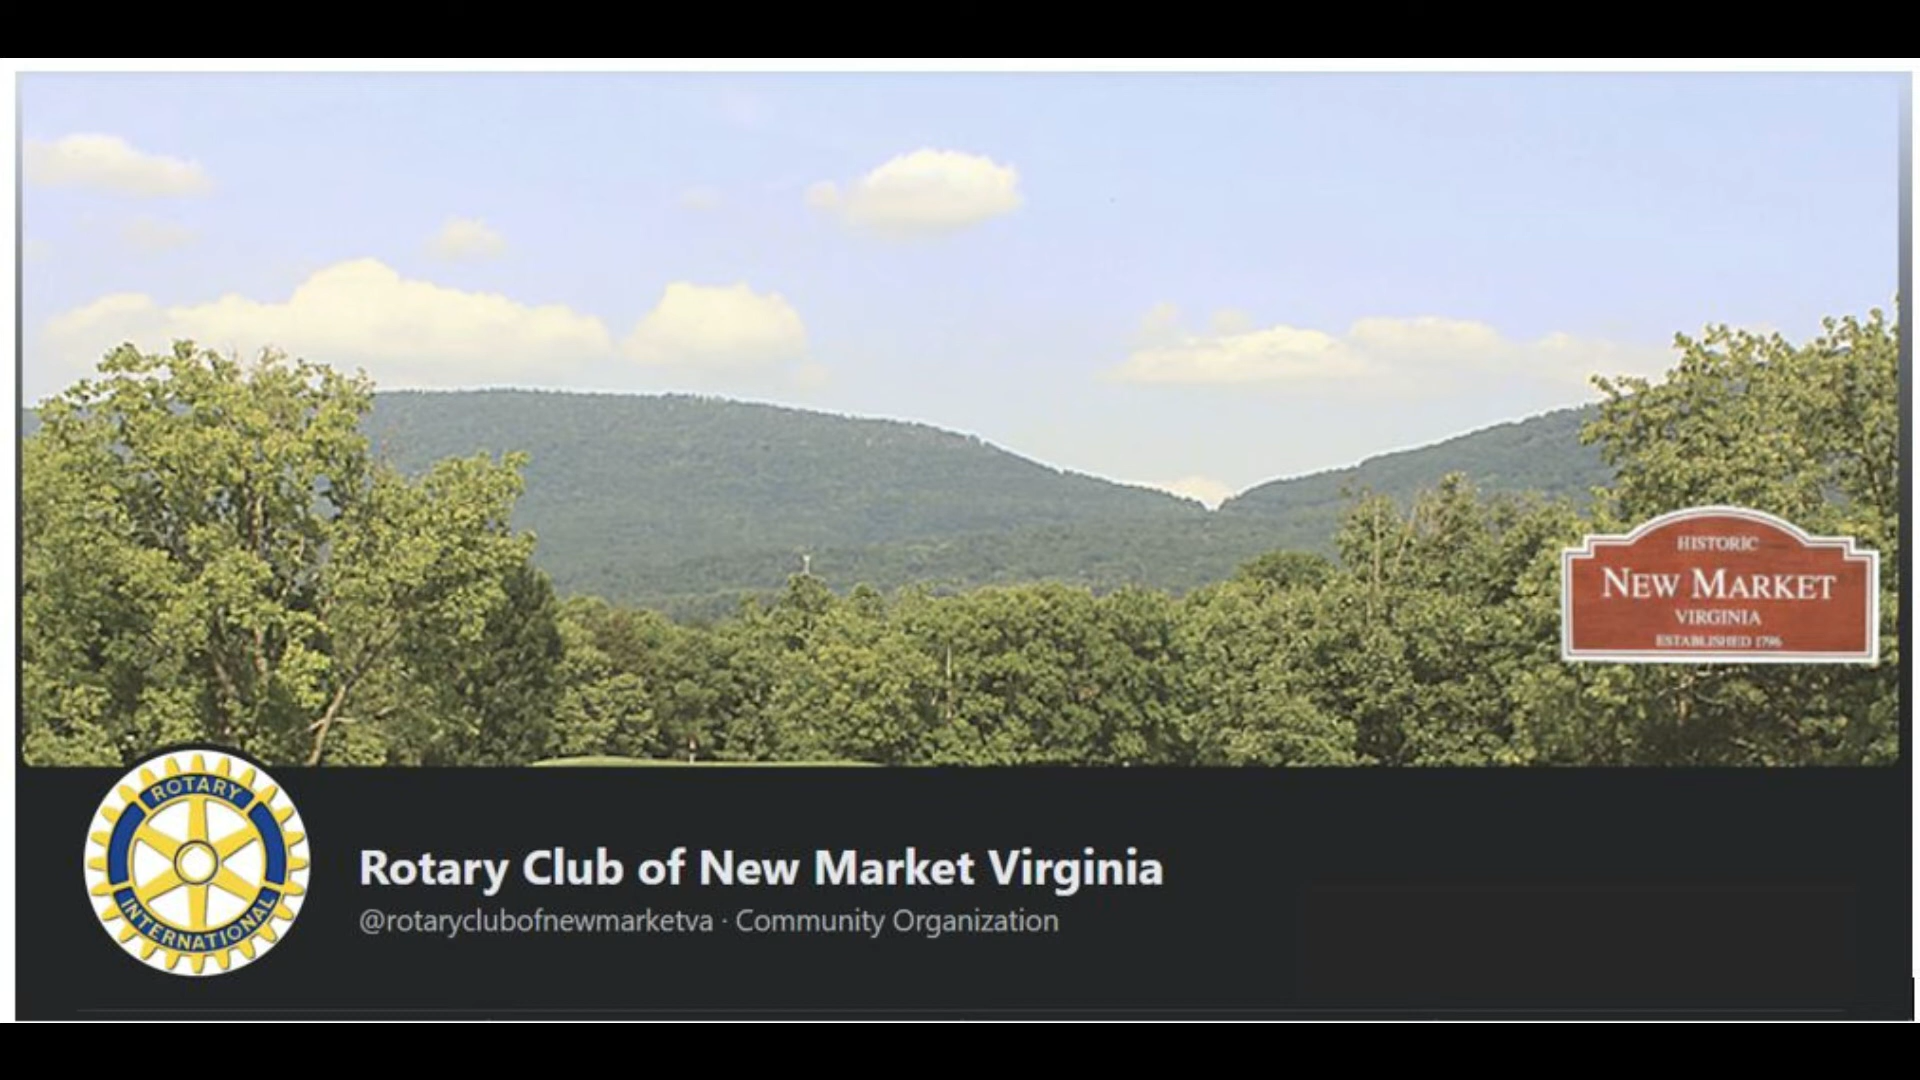 HISTORIC
NEW MARKET
VIRGINIA
ESTABLISHED 1796
ROTARY
INTERNATIONAL
Rotary Club of New Market Virginia
@rotaryclubofnewmarketva · Community Organization